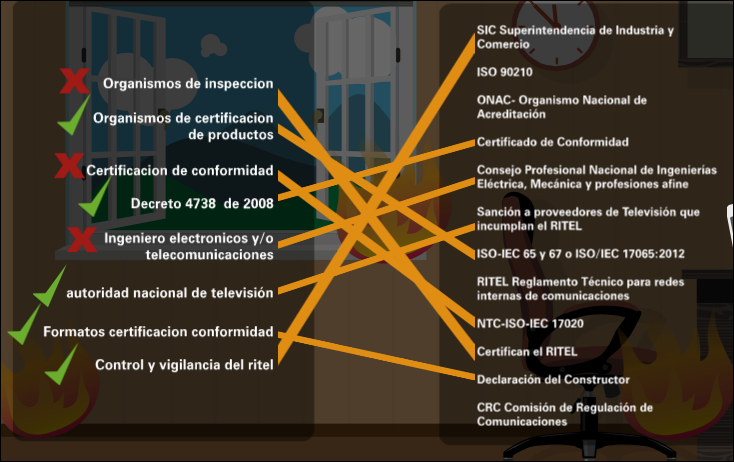 Organismos de inspeccion
Organismos de certificacion
de productos
Certificacion de conformidad
Decreto 4738 de 2008
Ingeniero electronicos y/o
telecomunicaciones
autoridad nacional de televisión
Formatos certificacion conformidad
Control y vigilancia del ritel
SIC Superintendencia de Industria y
Comercio
ISO 90210
ONAC- Organismo Nacional de
Acreditación
Certificado de Conformidad
Consejo Profesional Nacional de Ingenierías
Eléctrica, Mecánica y profesiones afine
Sanción a proveedores de Televisión que
incumplan el RITEL
ISO-IEC 65 y 67 o ISO/IEC 17065:2012
RITEL Reglamento Técnico para redes
internas de comunicaciones
NTC-ISO-IEC 17020
Certifican el RITEL
Declaración del Constructor
CRC Comisión de Regulación de
Comunicaciones